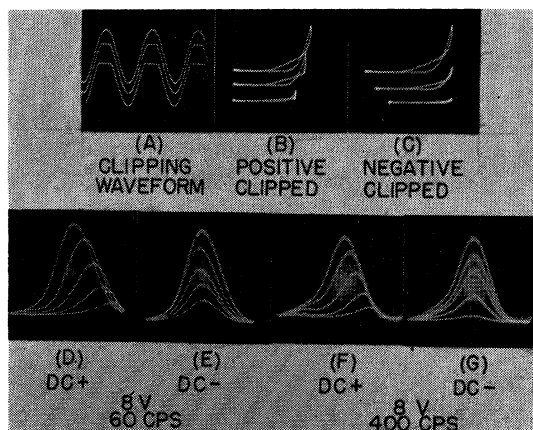 (A)
CLIPPING
WAVEFORM
(B)
POSITIVE
CLIPPED
(C)
NEGATIVE
CLIPPED
(D)
DC+
(E)
DC-
8 V
60 CPS
(F)
DC+
(G)
DC-
8 V
400 CPS